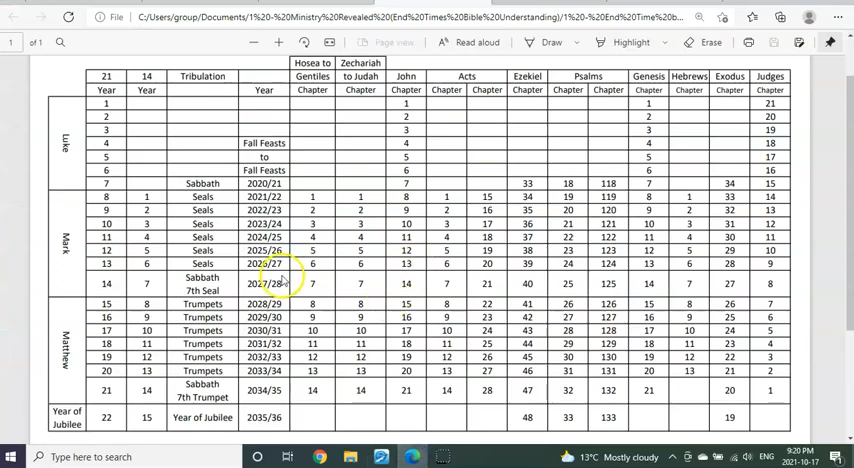 File
C:/Users/group/Documents/1%20-%20Ministry%20Revealed(End%20Times%20Bible%20Understanding)/1%20-%20End%20Time%20b...
1 of 1 Page view Read aloud Draw Highlight Erase
Hosea to Zechariah
21 14 Tribulation Gentiles to Judah John Acts Ezekiel Psalms Genesis Hebrews Exodus Judges
Year Year Year Chapter Chapter Chapter Chapter Chapter Chapter Chapter Chapter Chapter Chapter Chapter Chapter
Luke
1 1 1 21
2 2 2 20
3 3 3 19
4 Fall Feasts 4 4 18
5 to 5 5 17
6 Fall Feasts 6 6 16
7 Sabbath 2020/21 7 33 18 118 7 34 15
Mark
8 1 Seals 2021/22 1 1 8 1 15 34 19 119 8 1 33 14
9 2 Seals 2022/23 2 2 9 2 16 35 20 120 9 2 32 13
10 3 Seals 2023/24 3 3 10 3 17 36 21 121 10 3 31 12
11 4 Seals 2024/25 4 4 11 4 18 37 22 122 11 4 30 11
12 5 Seals 2025/26 5 5 12 5 19 38 23 123 12 5 29 10
13 6 Seals 2026/27 6 6 13 6 20 39 24 124 13 6 28 9
Sabbath
14 7 2027/28 7 7 14 7 21 40 25 125 14 7 27 8
7th Seal
Matthew
15 8 Trumpets 2028/29 8 8 15 8 22 41 26 126 15 8 26 7
16 9 Trumpets 2029/30 9 9 16 9 23 42 27 127 16 9 25 6
17 10 Trumpets 2030/31 10 10 17 10 24 43 28 128 17 10 24 5
18 11 Trumpets 2031/32 11 11 18 11 25 44 29 129 18 11 23 4
19 12 Trumpets 2032/33 12 12 19 12 26 45 30 130 19 12 22 3
20 13 Trumpets 2033/34 13 13 20 13 27 46 31 131 20 13 21 2
Sabbath
21 14 2034/35 14 14 21 14 28 47 32 132 21 20 1
7th Trumpet
Year of
Jubilee
22 15 Year of Jubilee 2035/36 48 33 133 19
Type here to search
13°C Mostly cloudy
ENG
9:20 PM
2021-10-17